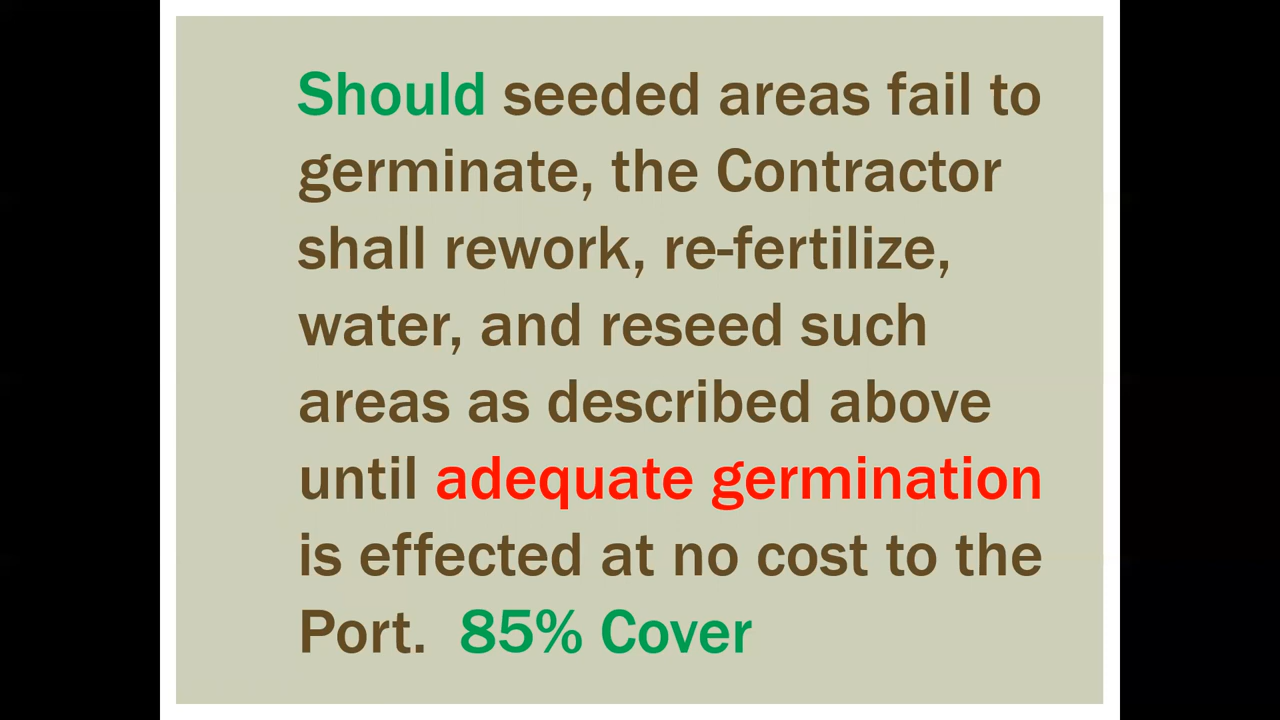 Should seeded areas fail to
germinate, the Contractor
shall rework, re-fertilize,
water, and reseed such
areas as described above
until adequate germination
is effected at no cost to the
Port.  85% Cover